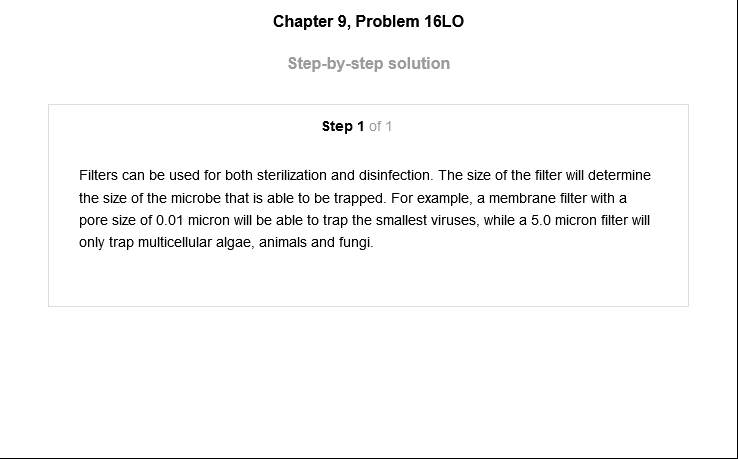 Chapter 9, Problem 16LO
Step-by-step solution
Step 1 of 1
Filters can be used for both sterilization and disinfection. The size of the filter will determine
the size of the microbe that is able to be trapped. For example, a membrane filter with a
pore size of 0.01 micron will be able to trap the smallest viruses, while a 5.0 micron filter will
only trap multicellular algae, animals and fungi.